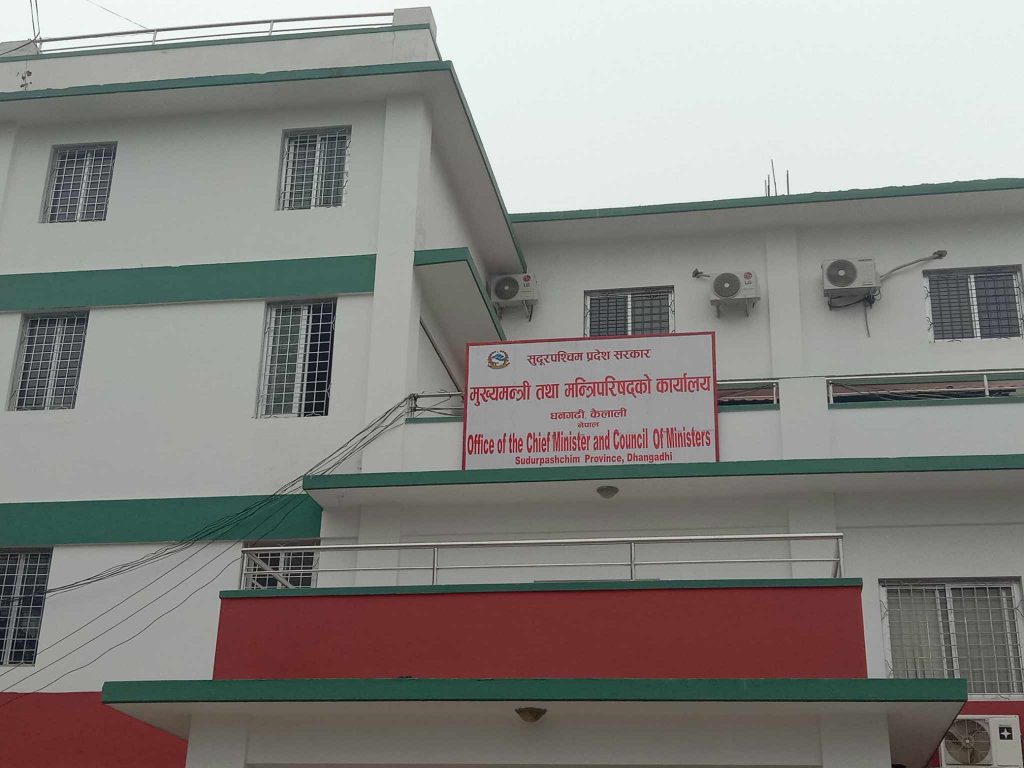 सुदूरपश्चिम प्रदेश सरकार
मुख्यमन्त्री तथा मन्त्रिपरिषद्को कार्यालय
धनगढी, कैलाली
नेपाल
Office of the Chief Minister and Council Of Ministers
Sudurpashchim Province, Dhangadhi
LG
LG